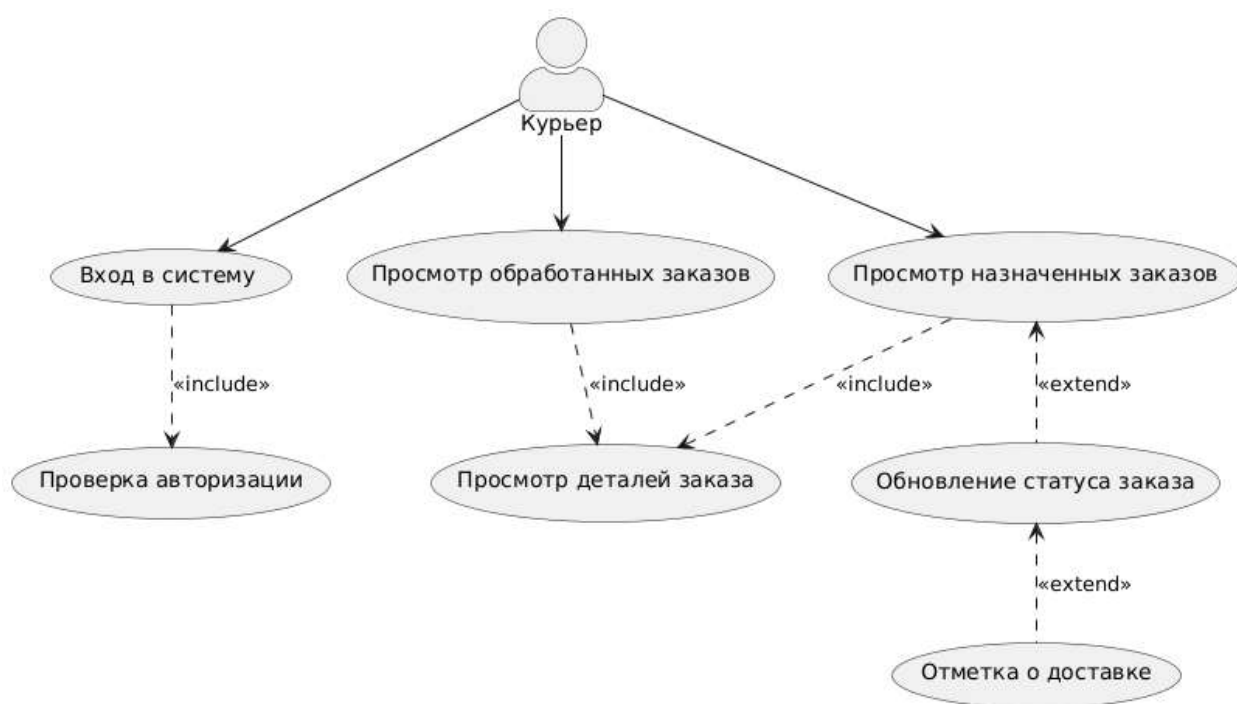 Курьер
Вход в систему
Просмотр обработанных заказов
Просмотр назначенных заказов
«include»
«include»
«include»
«extend»
Проверка авторизации
Просмотр деталей заказа
Обновление статуса заказа
«extend»
Отметка о доставке